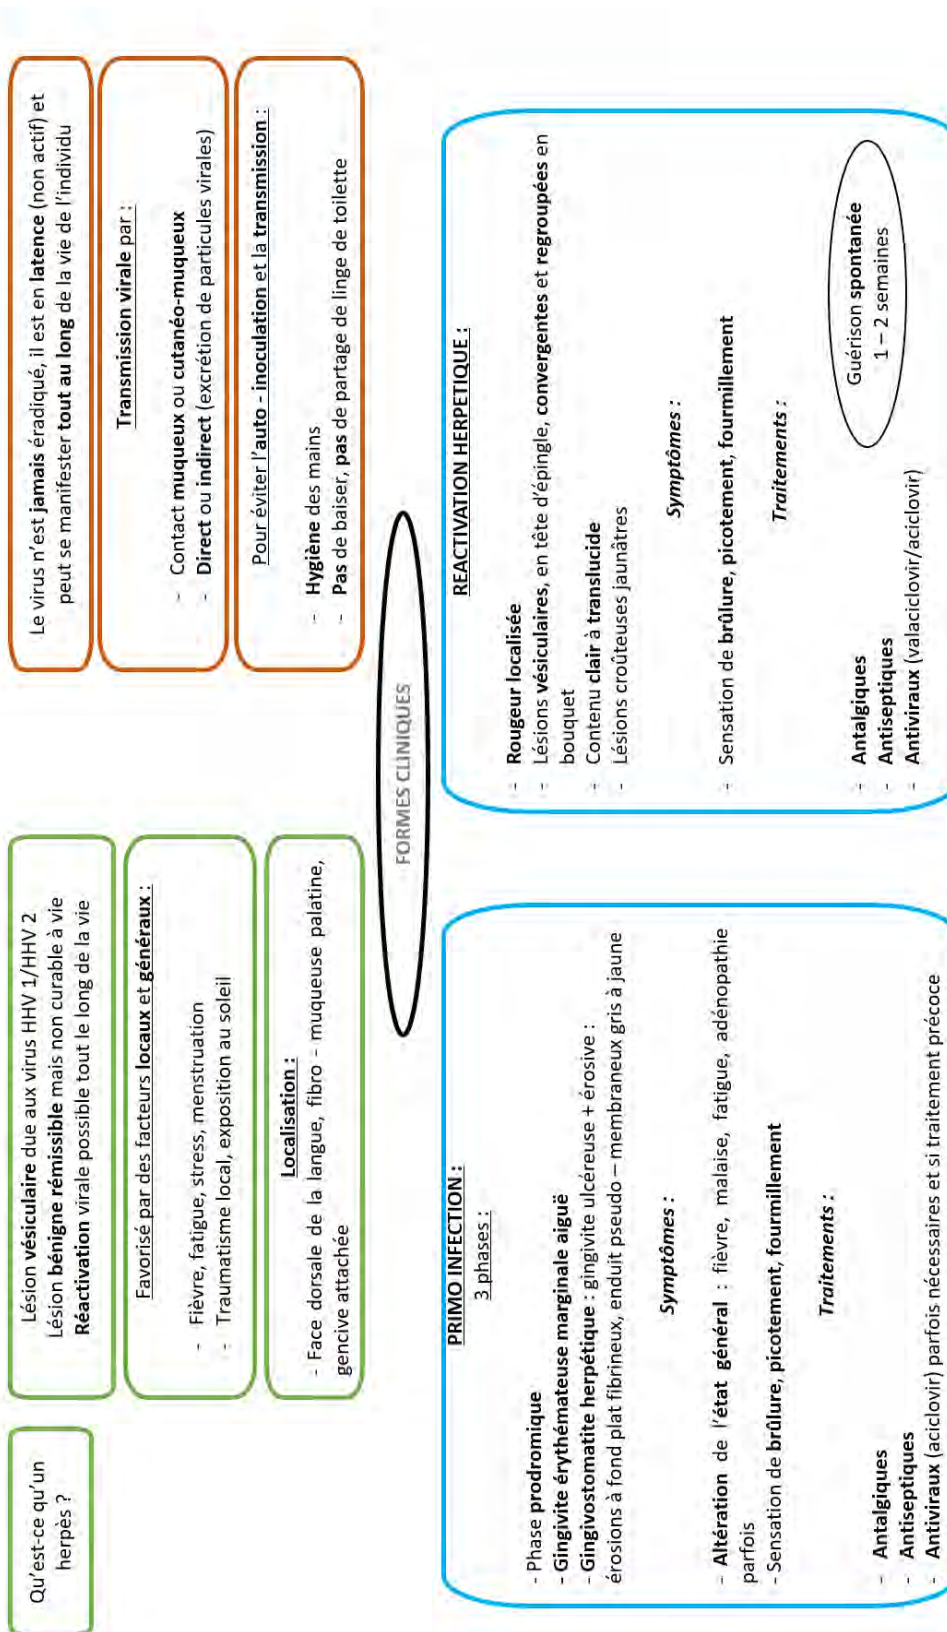 Qu'est-ce qu'un
herpès ?
Lésion vésiculaire due aux virus HHV 1/HHV 2
Lésion bénigne rémissible mais non curable à vie
Réactivation virale possible tout le long de la vie
Favorisé par des facteurs locaux et généraux :
- Fièvre, fatigue, stress, menstruation
- Traumatisme local, exposition au soleil
Localisation :
- Face dorsale de la langue, fibro - muqueuse palatine,
gencive attachée
Le virus n'est jamais éradiqué, il est en latence (non actif) et
peut se manifester tout au long de la vie de l'individu
Transmission virale par :
- Contact muqueux ou cutanéo-muqueux
- Direct ou indirect (excrétion de particules virales)
Pour éviter l'auto - inoculation et la transmission :
- Hygiène des mains
- Pas de baiser, pas de partage de linge de toilette
FORMES CLINIQUES
PRIMO INFECTION :
3 phases :
- Phase prodromique
- Gingivite érythémateuse marginale aiguë
- Gingivostomatite herpétique : gingivite ulcéreuse + érosive :
érosions à fond plat fibrineux, enduit pseudo – membraneux gris à jaune
Symptômes :
- Altération de l'état général : fièvre, malaise, fatigue, adénopathie
parfois
- Sensation de brûlure, picotement, fourmillement
Traitements :
- Antalgiques
- Antiseptiques
- Antiviraux (aciclovir) parfois nécessaires et si traitement précoce
REACTIVATION HERPETIQUE :
- Rougeur localisée
- Lésions vésiculaires, en tête d'épingle, convergentes et regroupées en
bouquet
- Contenu clair à translucide
- Lésions croûteuses jaunâtres
Symptômes :
- Sensation de brûlure, picotement, fourmillement
Traitements :
- Antalgiques
- Antiseptiques
- Antiviraux (valaciclovir/aciclovir)
Guérison spontanée
1 – 2 semaines